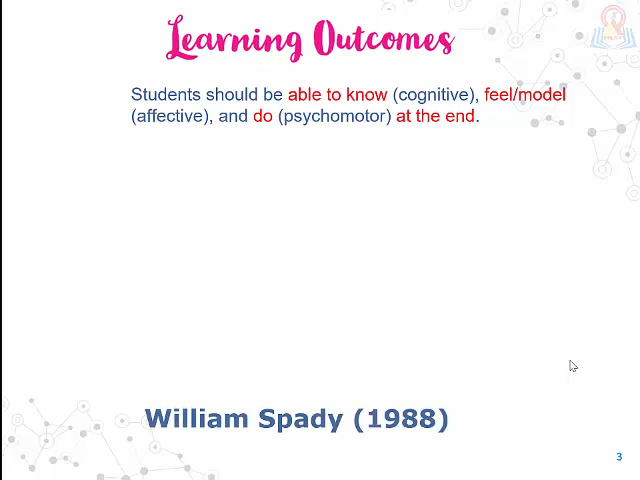 Learning Outcomes
Students should be able to know (cognitive), feel/model
(affective), and do (psychomotor) at the end.
William Spady (1988)
3